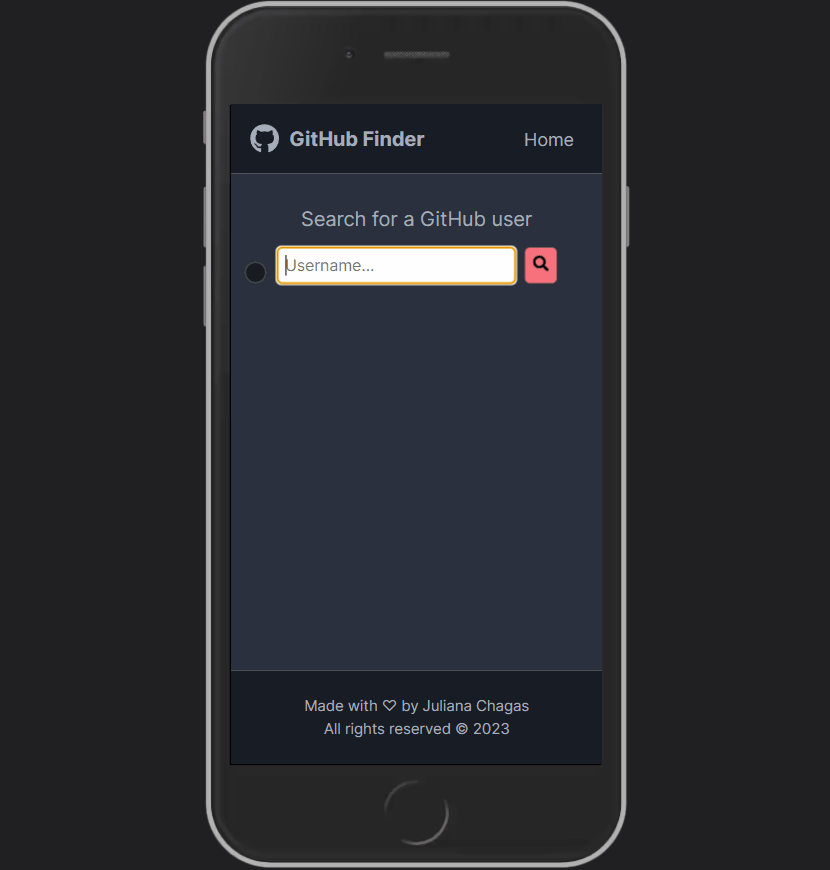 GitHub Finder Home
Search for a GitHub user
Username...
Made with ♡ by Juliana Chagas
All rights reserved © 2023